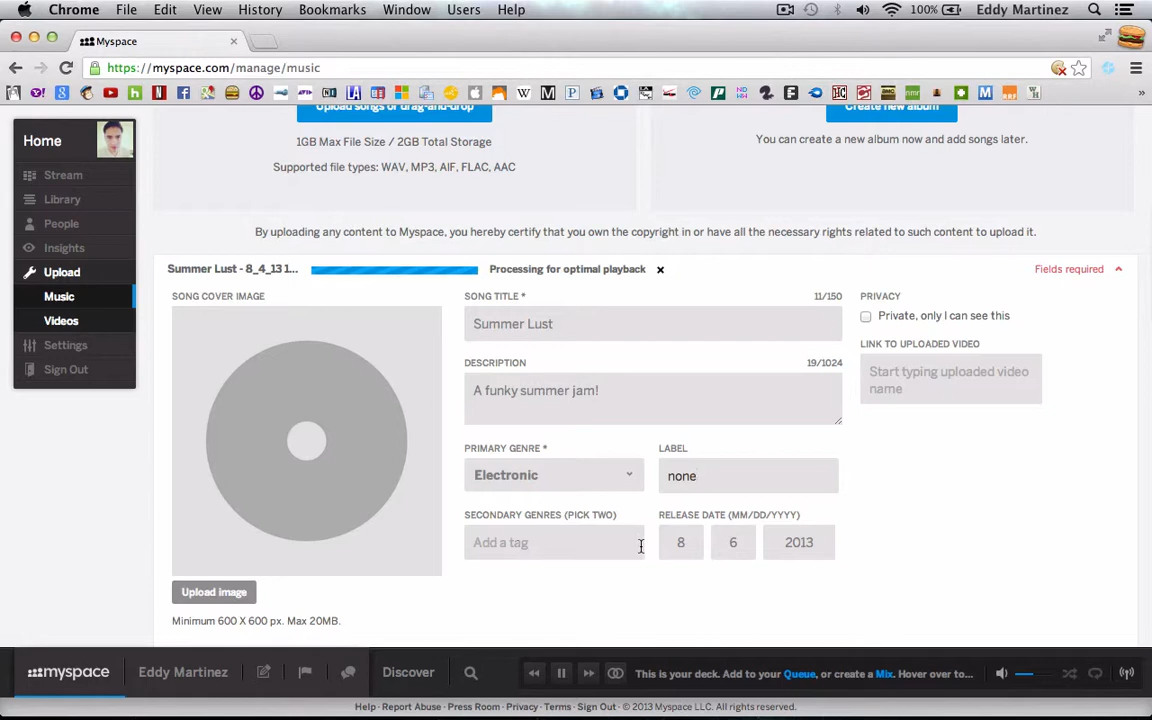 Chrome File Edit View History Bookmarks Window Users Help 100% Eddy Martinez
Myspace
https://myspace.com/manage/music
Upload songs or drag-and-drop
Create new album
1GB Max File Size / 2GB Total Storage
You can create a new album now and add songs later.
Supported file types: WAV, MP3, AIF, FLAC, AAC
Home
Stream
Library
People
Insights
Upload
Music
Videos
Settings
Sign Out
By uploading any content to Myspace, you hereby certify that you own the copyright in or have all the necessary rights related to such content to upload it.
Summer Lust - 8_4_13 1... Processing for optimal playback Fields required
SONG COVER IMAGE
SONG TITLE * 11/150
Summer Lust
DESCRIPTION 19/1024
A funky summer jam!
PRIMARY GENRE * LABEL
Electronic none
SECONDARY GENRES (PICK TWO) RELEASE DATE (MM/DD/YYYY)
Add a tag 8 6 2013
PRIVACY
Private, only I can see this
LINK TO UPLOADED VIDEO
Start typing uploaded video
name
Upload image
Minimum 600 X 600 px. Max 20MB.
myspace Eddy Martinez Discover This is your deck. Add to your Queue, or create a Mix. Hover over to...
Help · Report Abuse · Press Room · Privacy · Terms · Sign Out · © 2013 Myspace LLC. All rights reserved.